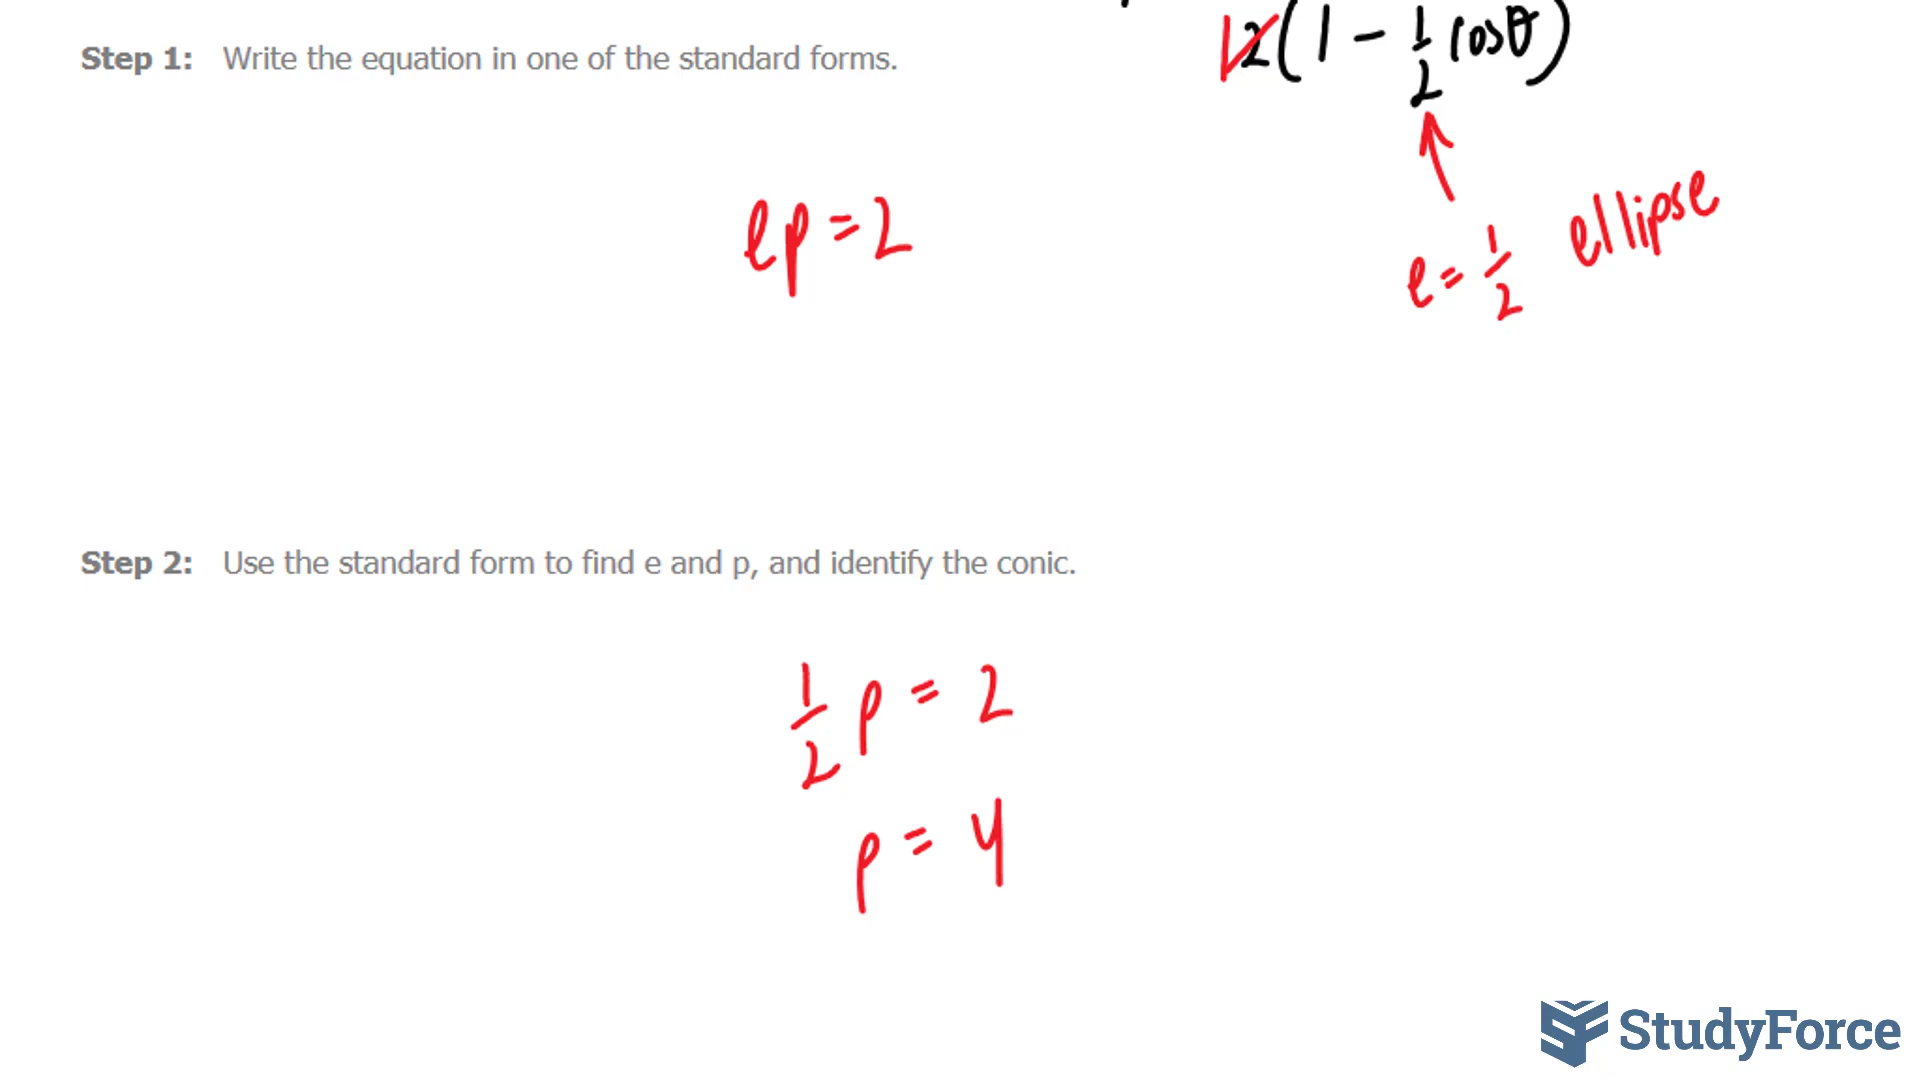 12(1 - 1/2 cosθ)
Step 1: Write the equation in one of the standard forms.
ep = 2
e = 1/2 ellipse
Step 2: Use the standard form to find e and p, and identify the conic.
1/2 p = 2
p = 4
StudyForce